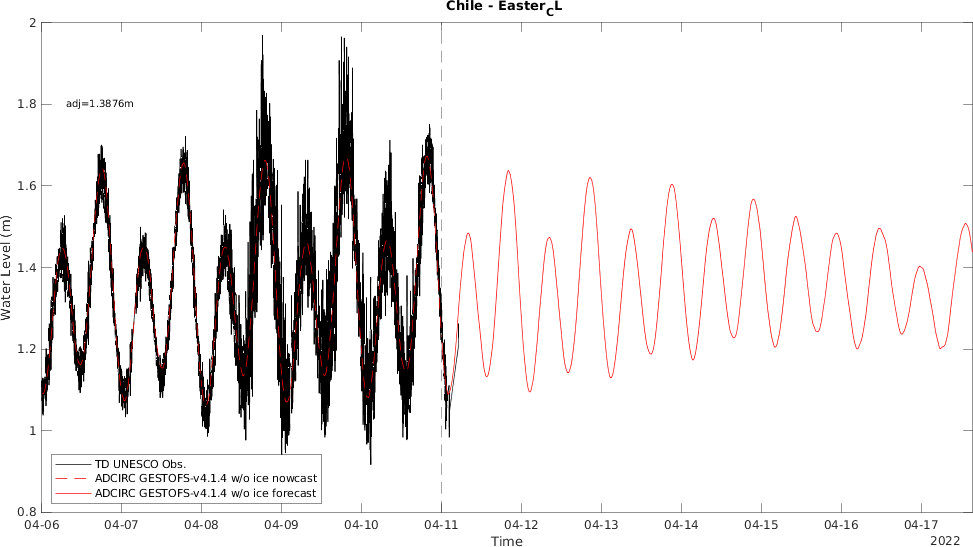 Chile - Easter_CL
2
1.8
1.6
1.4
1.2
1
0.8
Water Level (m)
adj=1.3876m
TD UNESCO Obs.
ADCIRC GESTOFS-v4.1.4 w/o ice nowcast
ADCIRC GESTOFS-v4.1.4 w/o ice forecast
04-06 04-07 04-08 04-09 04-10 04-11 04-12 04-13 04-14 04-15 04-16 04-17
Time
2022